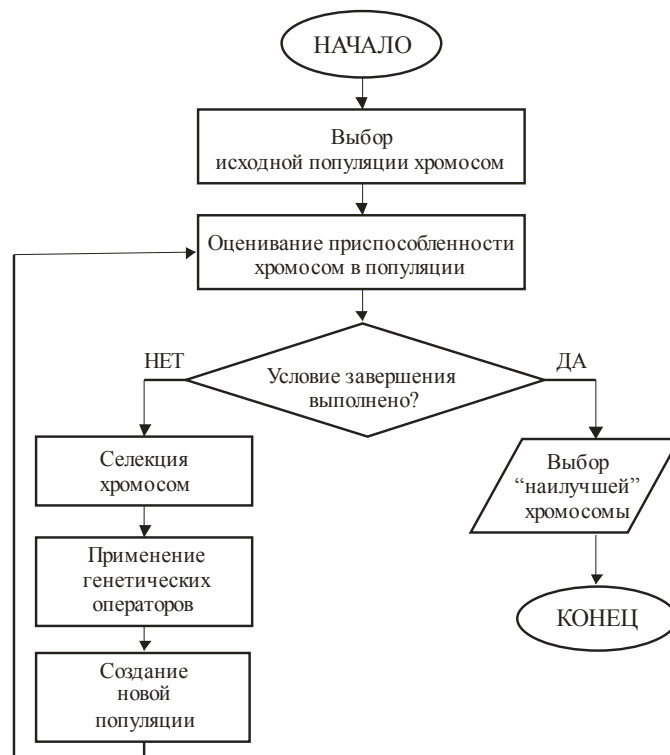 НАЧАЛО
Выбор
исходной популяции хромосом
Оценивание приспособленности
хромосом в популяции
НЕТ
ДА
Условие завершения
выполнено?
Селекция
хромосом
Выбор
“наилучшей”
хромосомы
Применение
генетических
операторов
КОНЕЦ
Создание
новой
популяции